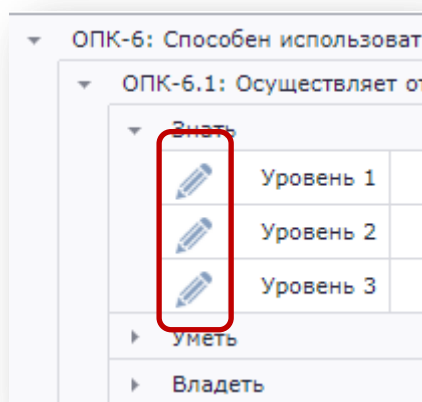 ОПК-6: Способен использоват
ОПК-6.1: Осуществляет от
Знать
Уровень 1
Уровень 2
Уровень 3
Уметь
Владеть